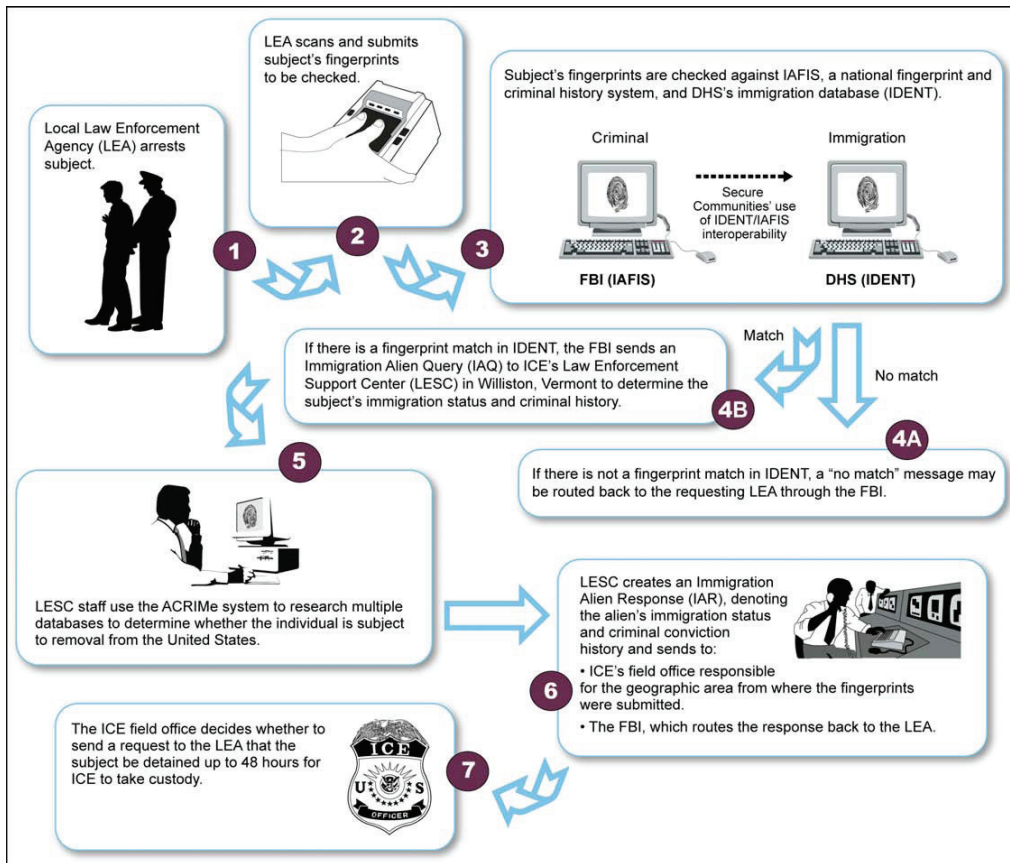 Local Law Enforcement
Agency (LEA) arrests
subject.
1
LEA scans and submits
subject's fingerprints
to be checked.
2
Subject's fingerprints are checked against IAFIS, a national fingerprint and
criminal history system, and DHS's immigration database (IDENT).
Criminal
Immigration
Secure
Communities' use
of IDENT/IAFIS
interoperability
FBI (IAFIS)
DHS (IDENT)
3
Match
No match
If there is a fingerprint match in IDENT, the FBI sends an
Immigration Alien Query (IAQ) to ICE's Law Enforcement
Support Center (LESC) in Williston, Vermont to determine the
subject's immigration status and criminal history.
4B
4A
If there is not a fingerprint match in IDENT, a “no match” message may
be routed back to the requesting LEA through the FBI.
5
LESC staff use the ACRIMe system to research multiple
databases to determine whether the individual is subject
to removal from the United States.
LESC creates an Immigration
Alien Response (IAR), denoting
the alien's immigration status
and criminal conviction
history and sends to:
• ICE's field office responsible
for the geographic area from where the fingerprints
were submitted.
• The FBI, which routes the response back to the LEA.
6
The ICE field office decides whether to
send a request to the LEA that the
subject be detained up to 48 hours for
ICE to take custody.
ICE
U S
OFFICER
7